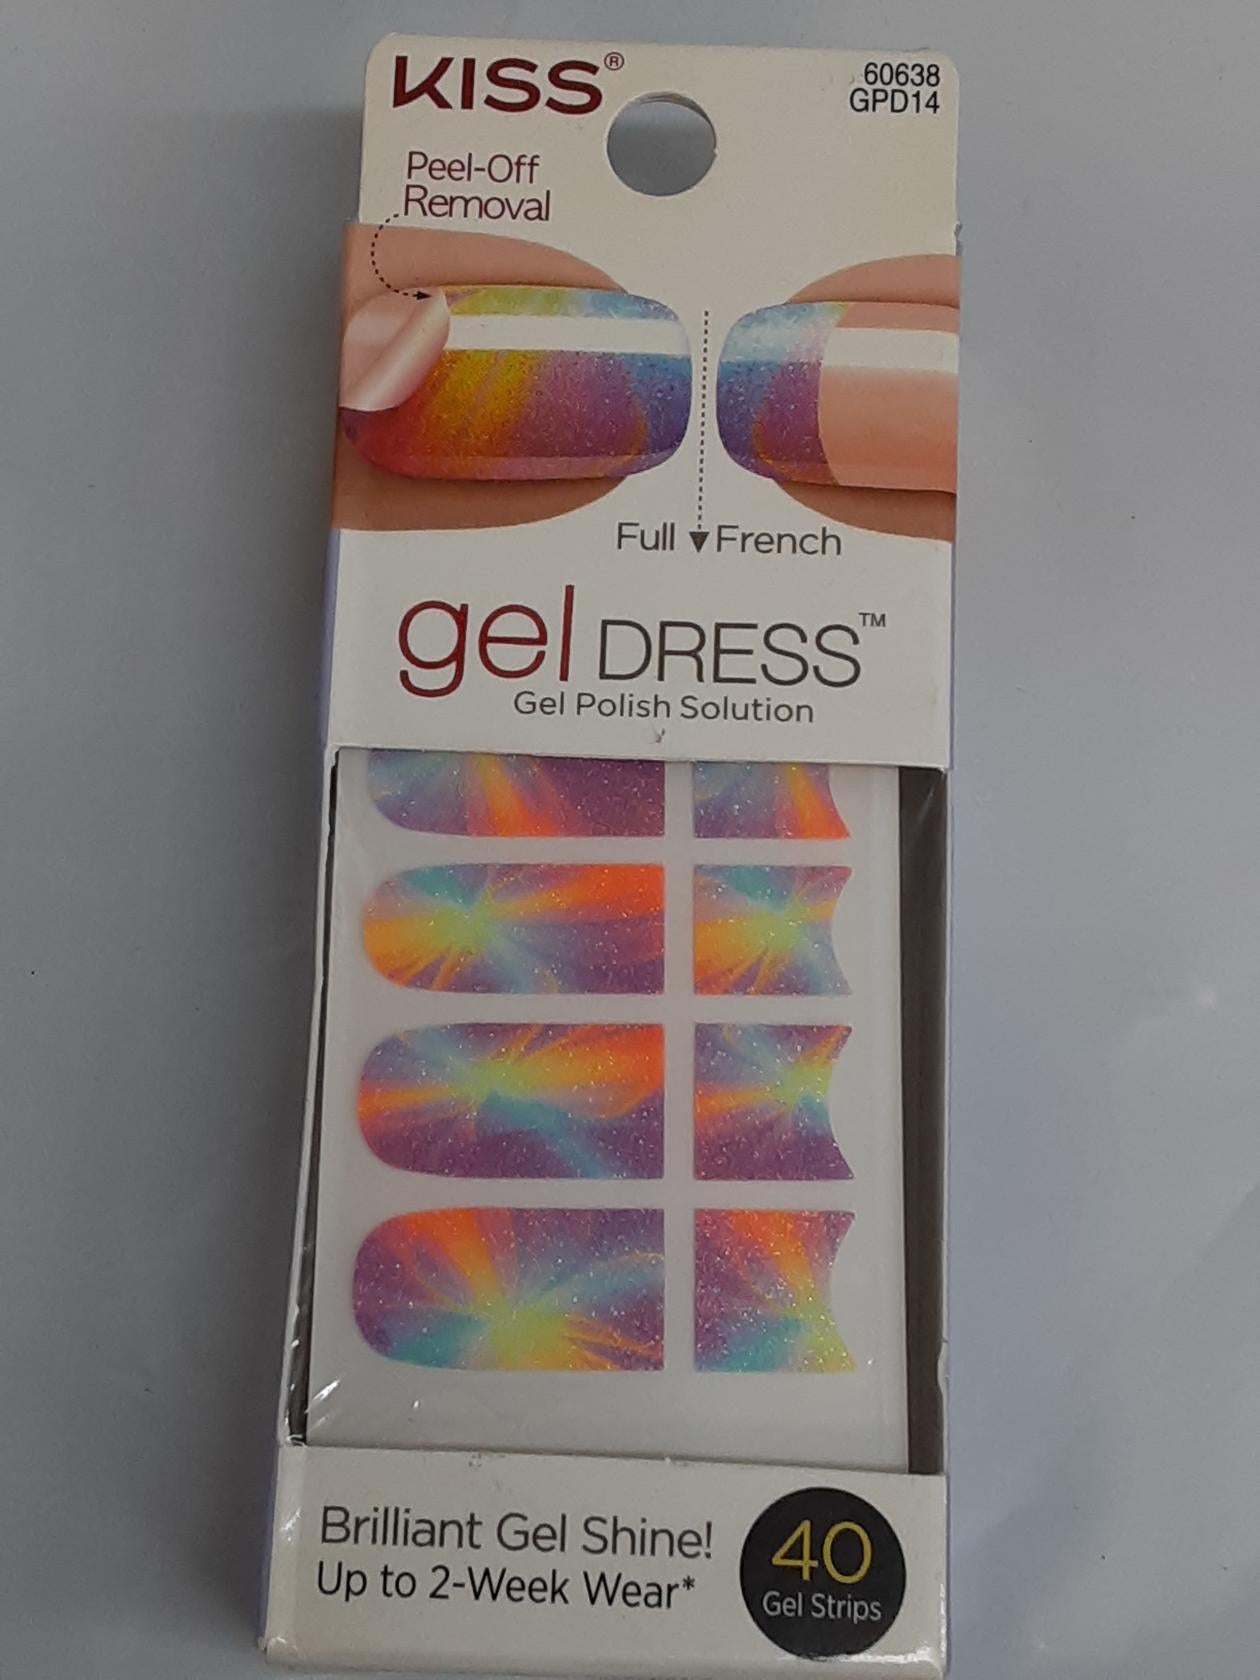 KISS®
60638
GPD14
Peel-Off
Removal
Full French
gel DRESS™
Gel Polish Solution
Brilliant Gel Shine!
Up to 2-Week Wear*
40
Gel Strips